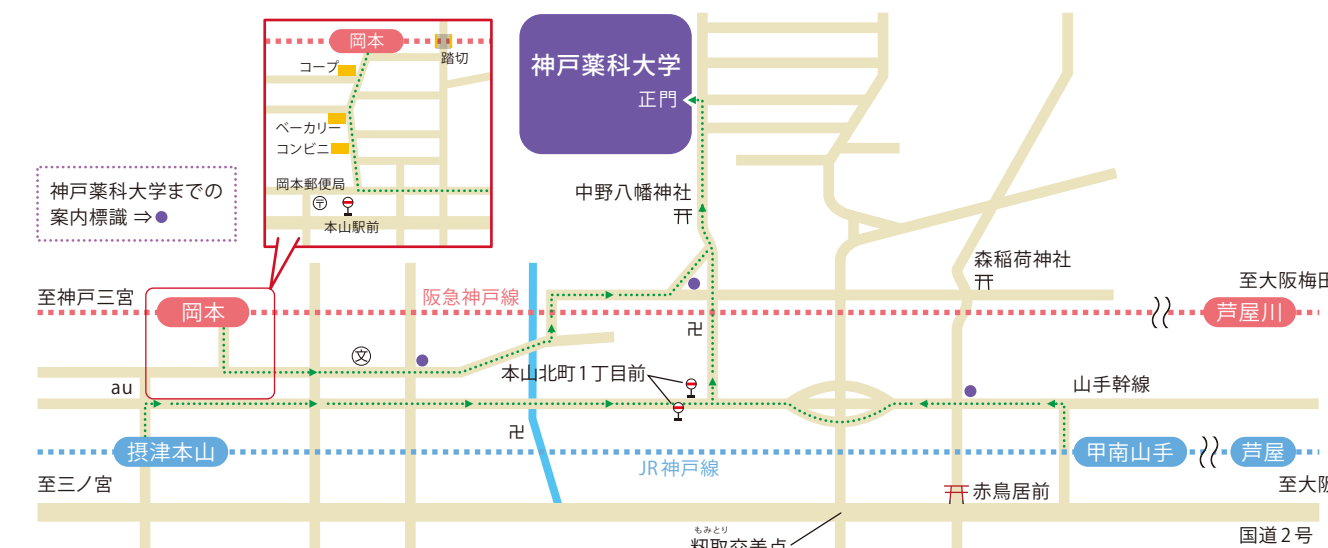 岡本
踏切
コープ
ベーカリー
コンビニ
岡本郵便局
〒
本山駅前
神戸薬科大学
正門
神戸薬科大学までの
案内標識 ⇒●
中野八幡神社
森稲荷神社
至神戸三宮
岡本
阪急神戸線
至大阪梅田
芦屋川
卍
文
au
本山北町1丁目前
山手幹線
卍
摂津本山
JR神戸線
甲南山手
芦屋
至三ノ宮
赤鳥居前
至大阪
もみとり
籾取交差点
国道2号